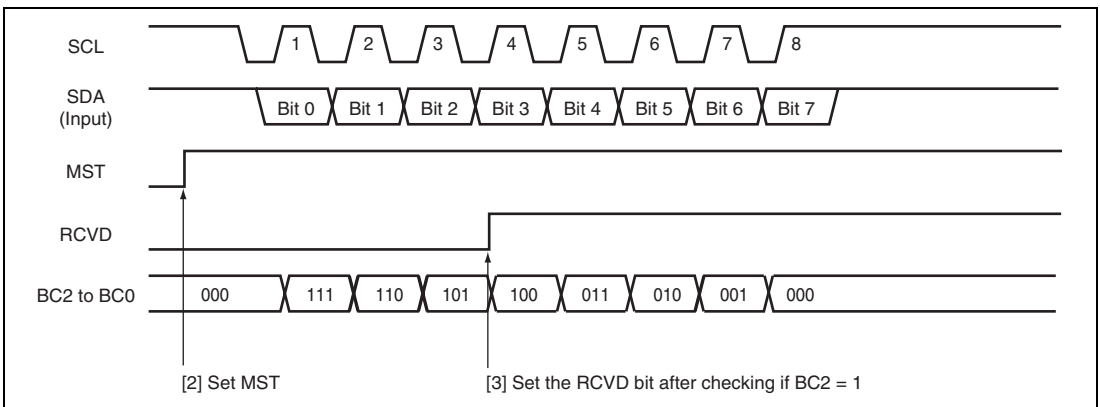 SCL 1 2 3 4 5 6 7 8
SDA
(Input)
Bit 0 Bit 1 Bit 2 Bit 3 Bit 4 Bit 5 Bit 6 Bit 7
MST
RCVD
BC2 to BC0 000 111 110 101 100 011 010 001 000
[2] Set MST [3] Set the RCVD bit after checking if BC2 = 1